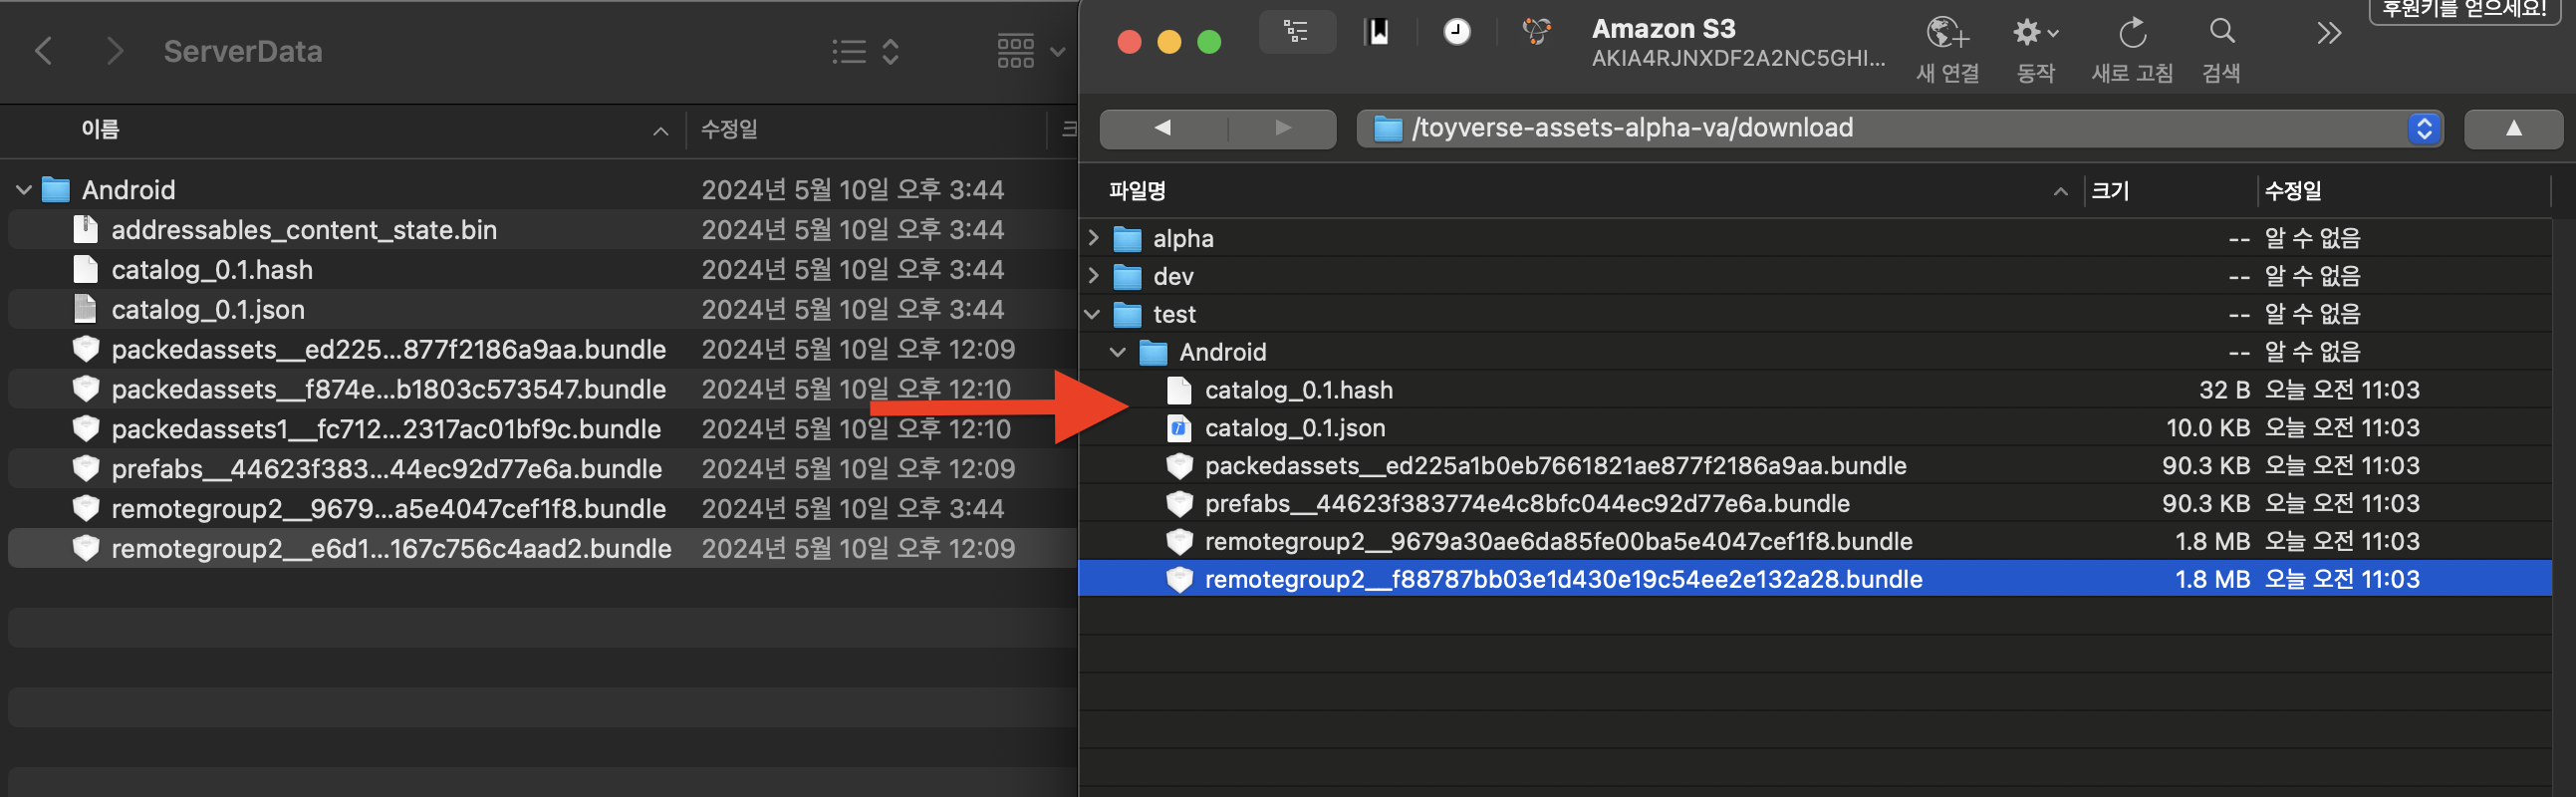 ServerData
이름 수정일 크
Android 2024년 5월 10일 오후 3:44
addressables_content_state.bin 2024년 5월 10일 오후 3:44
catalog_0.1.hash 2024년 5월 10일 오후 3:44
catalog_0.1.json 2024년 5월 10일 오후 3:44
packedassets__ed225...877f2186a9aa.bundle 2024년 5월 10일 오후 12:09
packedassets__f874e...b1803c573547.bundle 2024년 5월 10일 오후 12:10
packedassets1__fc712...2317ac01bf9c.bundle 2024년 5월 10일 오후 12:10
prefabs__44623f383...44ec92d77e6a.bundle 2024년 5월 10일 오후 12:09
remotegroup2__9679...a5e4047cef1f8.bundle 2024년 5월 10일 오후 3:44
remotegroup2__e6d1...167c756c4aad2.bundle 2024년 5월 10일 오후 12:09
후원키를 얻으세요!
Amazon S3
AKIA4RJNXDF2A2NC5GHI...
새 연결 동작 새로 고침 검색
/toyverse-assets-alpha-va/download
파일명 크기 수정일
alpha -- 알 수 없음
dev -- 알 수 없음
test -- 알 수 없음
Android -- 알 수 없음
catalog_0.1.hash 32 B 오늘 오전 11:03
catalog_0.1.json 10.0 KB 오늘 오전 11:03
packedassets__ed225a1b0eb7661821ae877f2186a9aa.bundle 90.3 KB 오늘 오전 11:03
prefabs__44623f383774e4c8bfc044ec92d77e6a.bundle 90.3 KB 오늘 오전 11:03
remotegroup2__9679a30ae6da85fe00ba5e4047cef1f8.bundle 1.8 MB 오늘 오전 11:03
remotegroup2__f88787bb03e1d430e19c54ee2e132a28.bundle 1.8 MB 오늘 오전 11:03